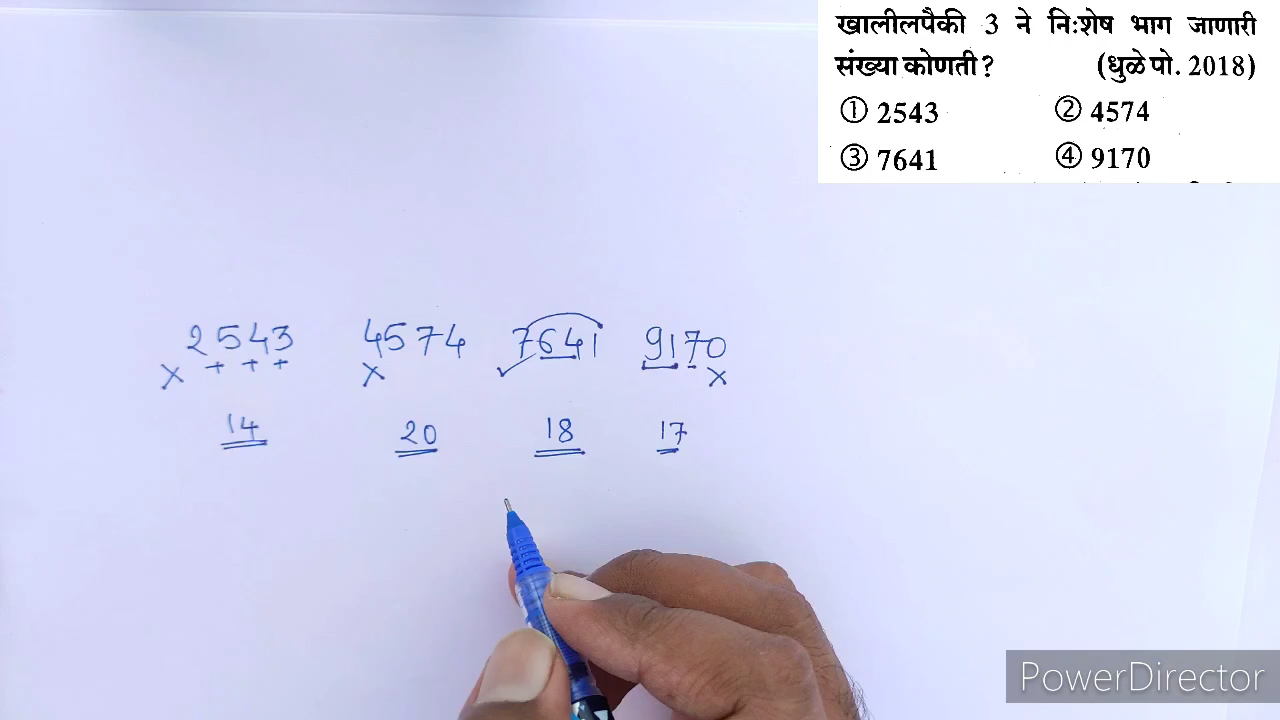 खालीलपैकी 3 ने निःशेष भाग जाणारी
संख्या कोणती? (धुळे पो. 2018)
① 2543 ② 4574
③ 7641 ④ 9170
2543 4574 7641 9170
x + + + x ✓ x
14 20 18 17
PowerDirector